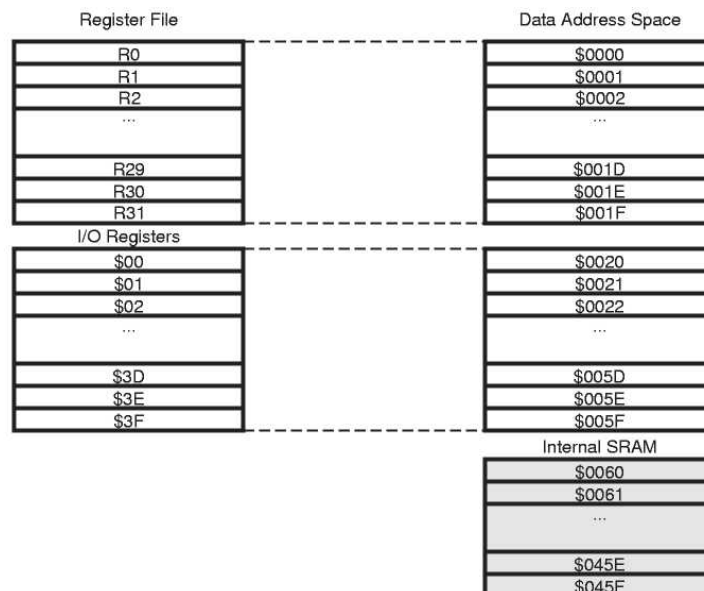 Register File
Data Address Space
R0
$0000
R1
$0001
R2
$0002
...
...
R29
$001D
R30
$001E
R31
$001F
I/O Registers
$00
$0020
$01
$0021
$02
$0022
...
...
$3D
$005D
$3E
$005E
$3F
$005F
Internal SRAM
$0060
$0061
...
$045E
$045F